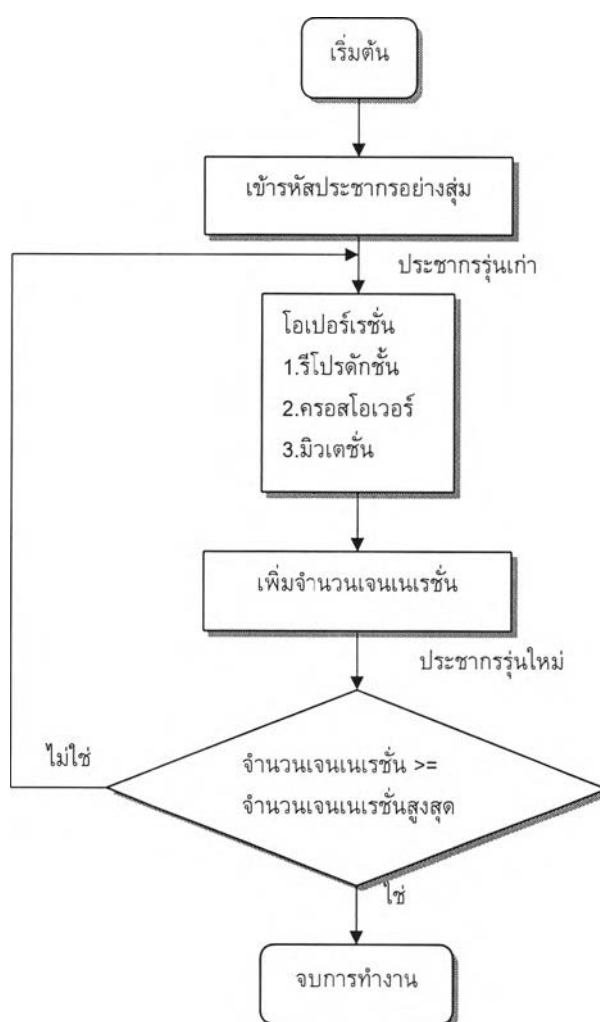 เริ่มต้น
เข้ารหัสประชากรอย่างสุ่ม
ประชากรรุ่นเก่า
โอเปอร์เรชั่น
1.รีโปรดักชั้น
2.ครอสโอเวอร์
3.มิวเตชั่น
เพิ่มจำนวนเจนเนเรชั่น
ประชากรรุ่นใหม่
ไม่ใช่
จำนวนเจนเนเรชั่น >=
จำนวนเจนเนเรชั่นสูงสุด
ใช่
จบการทำงาน